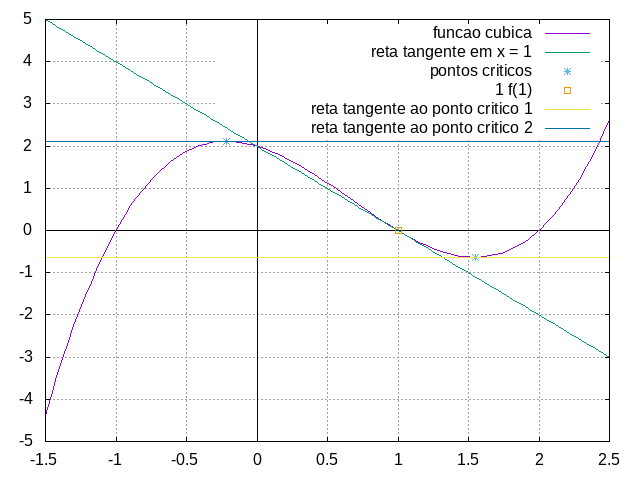 5
4
3
2
1
0
-1
-2
-3
-4
-5
-1.5 -1 -0.5 0 0.5 1 1.5 2 2.5
funcao cubica
reta tangente em x = 1
pontos criticos
1 f(1)
reta tangente ao ponto critico 1
reta tangente ao ponto critico 2